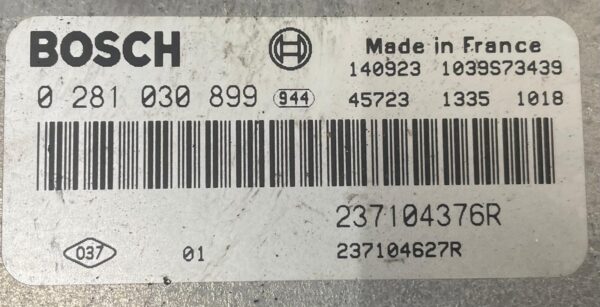 BOSCH
Made in France
140923 1039S73439
0 281 030 899 944 45723 1335 1018
237104376R
037 01 237104627R